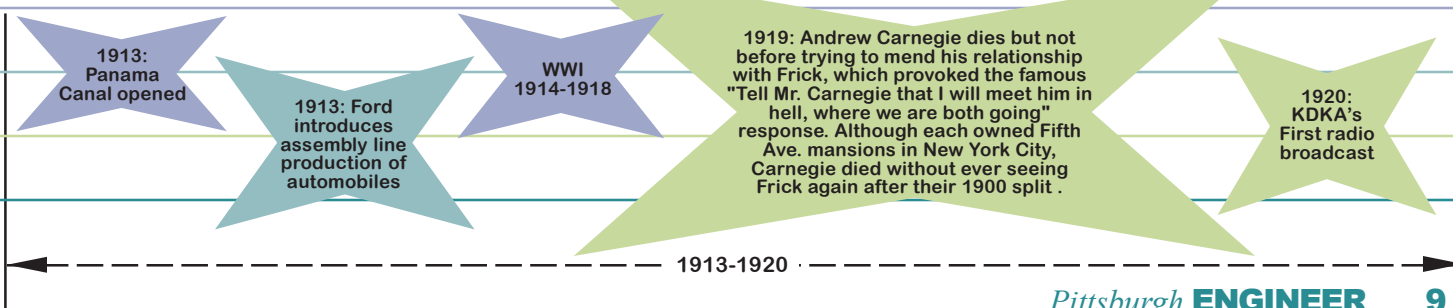 1913:
Panama
Canal opened
1913: Ford
introduces
assembly line
production of
automobiles
WWI
1914-1918
1919: Andrew Carnegie dies but not
before trying to mend his relationship
with Frick, which provoked the famous
"Tell Mr. Carnegie that I will meet him in
hell, where we are both going"
response. Although each owned Fifth
Ave. mansions in New York City,
Carnegie died without ever seeing
Frick again after their 1900 split .
1920:
KDKA's
First radio
broadcast
1913-1920
Pittsburgh ENGINEER 9